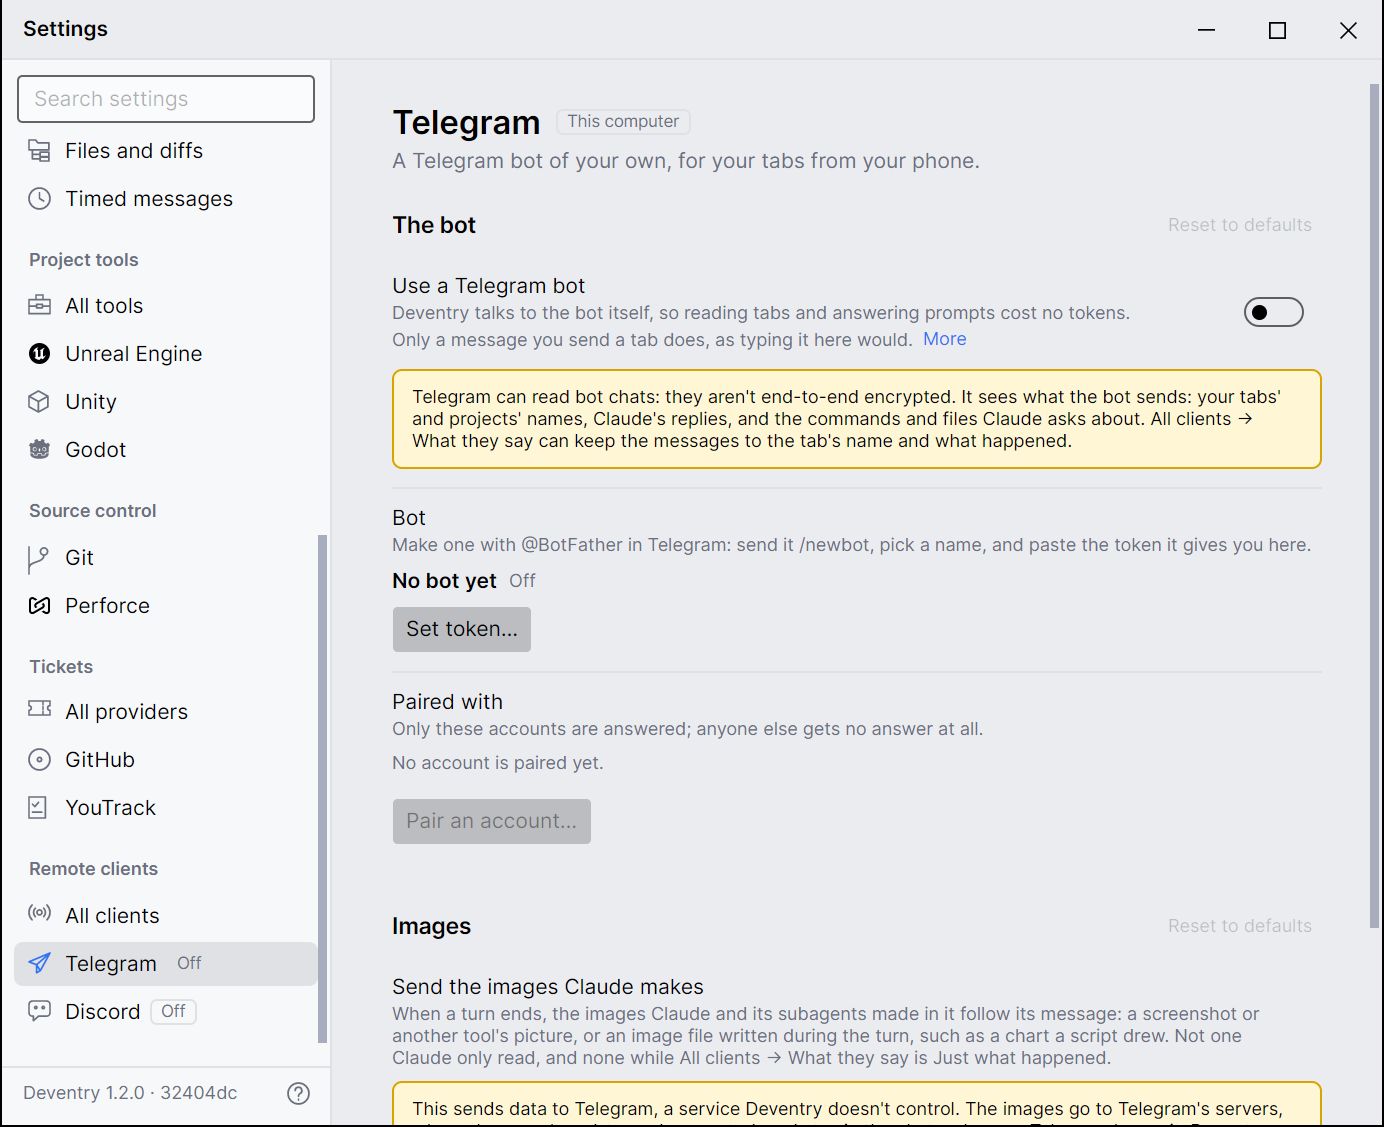 Settings
Search settings
Files and diffs
Timed messages
Project tools
All tools
Unreal Engine
Unity
Godot
Source control
Git
Perforce
Tickets
All providers
GitHub
YouTrack
Remote clients
All clients
Telegram Off
Discord Off
Deventry 1.2.0 · 32404dc
Telegram This computer
A Telegram bot of your own, for your tabs from your phone.
The bot Reset to defaults
Use a Telegram bot
Deventry talks to the bot itself, so reading tabs and answering prompts cost no tokens.
Only a message you send a tab does, as typing it here would. More
Telegram can read bot chats: they aren't end-to-end encrypted. It sees what the bot sends: your tabs'
and projects' names, Claude's replies, and the commands and files Claude asks about. All clients →
What they say can keep the messages to the tab's name and what happened.
Bot
Make one with @BotFather in Telegram: send it /newbot, pick a name, and paste the token it gives you here.
No bot yet Off
Set token...
Paired with
Only these accounts are answered; anyone else gets no answer at all.
No account is paired yet.
Pair an account...
Images Reset to defaults
Send the images Claude makes
When a turn ends, the images Claude and its subagents made in it follow its message: a screenshot or
another tool's picture, or an image file written during the turn, such as a chart a script drew. Not one
Claude only read, and none while All clients → What they say is Just what happened.
This sends data to Telegram, a service Deventry doesn't control. The images go to Telegram's servers,